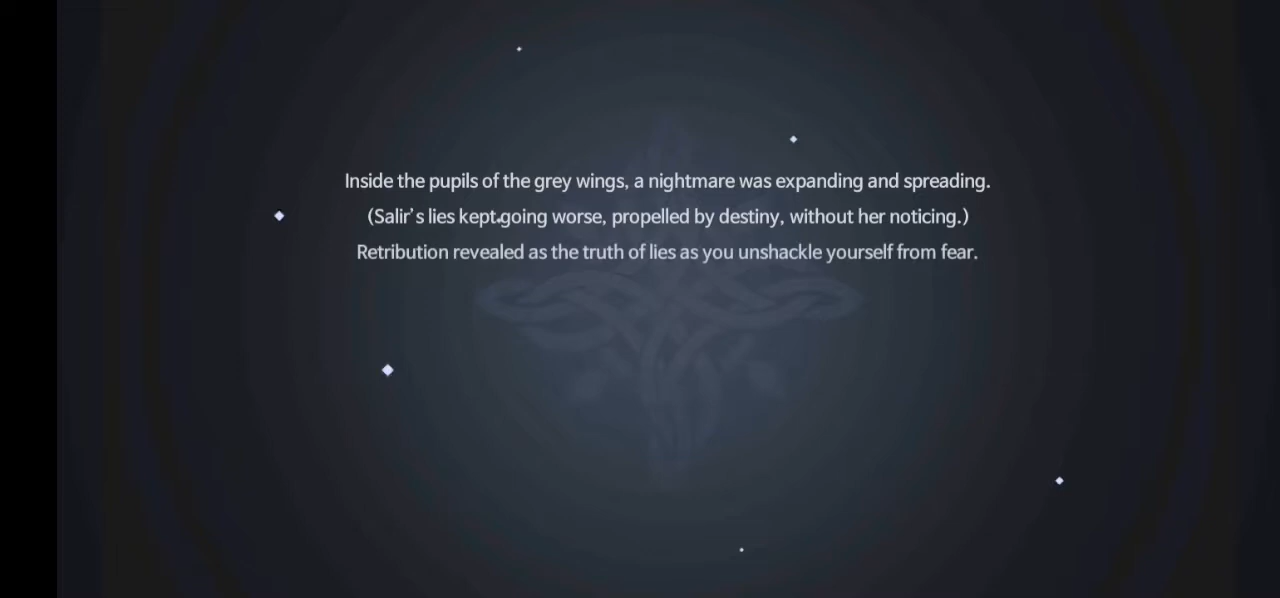 Inside the pupils of the grey wings, a nightmare was expanding and spreading.
(Salir's lies kept going worse, propelled by destiny, without her noticing.)
Retribution revealed as the truth of lies as you unshackle yourself from fear.